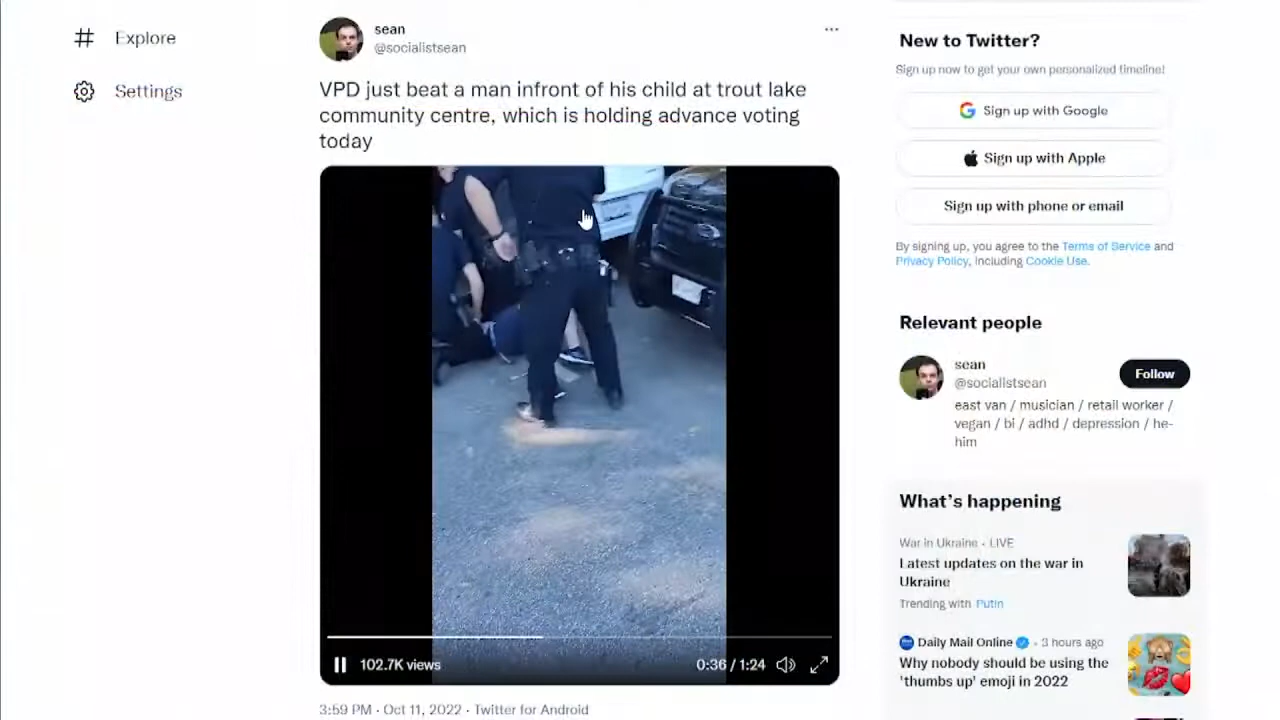 Explore
Settings
sean
@socialistsean
VPD just beat a man infront of his child at trout lake
community centre, which is holding advance voting
today
102.7K views
0:36 / 1:24
3:59 PM · Oct 11, 2022 · Twitter for Android
New to Twitter?
Sign up now to get your own personalized timeline!
Sign up with Google
Sign up with Apple
Sign up with phone or email
By signing up, you agree to the Terms of Service and
Privacy Policy, including Cookie Use.
Relevant people
sean
@socialistsean
Follow
east van / musician / retail worker /
vegan / bi / adhd / depression / he-
him
What's happening
War in Ukraine · LIVE
Latest updates on the war in
Ukraine
Trending with Putin
Daily Mail Online · 3 hours ago
Why nobody should be using the
'thumbs up' emoji in 2022